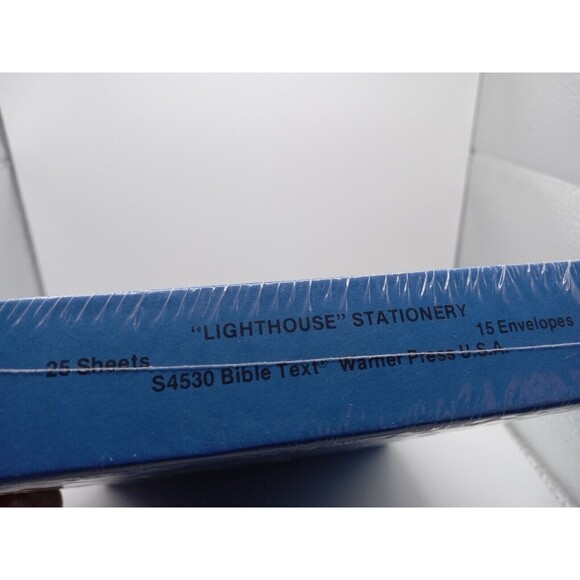 "LIGHTHOUSE" STATIONERY
25 Sheets 15 Envelopes
S4530 Bible Text® Warner Press U.S.A.